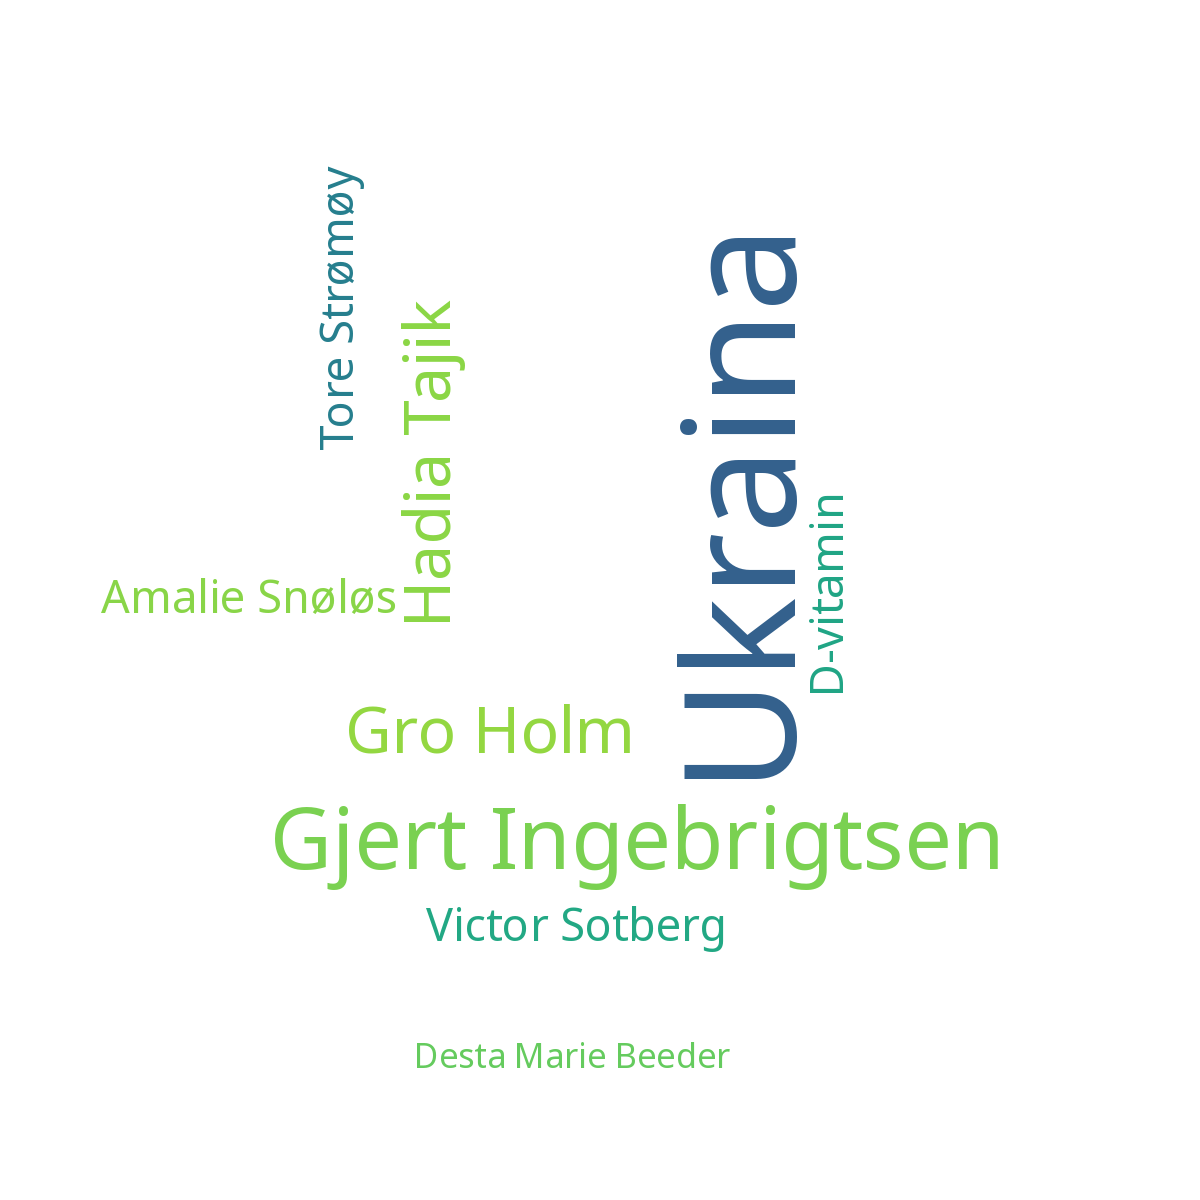 Tore Strømøy
Hadia Tajik
Ukraina
D-vitamin
Amalie Snøløs
Gro Holm
Gjert Ingebrigtsen
Victor Sotberg
Desta Marie Beeder